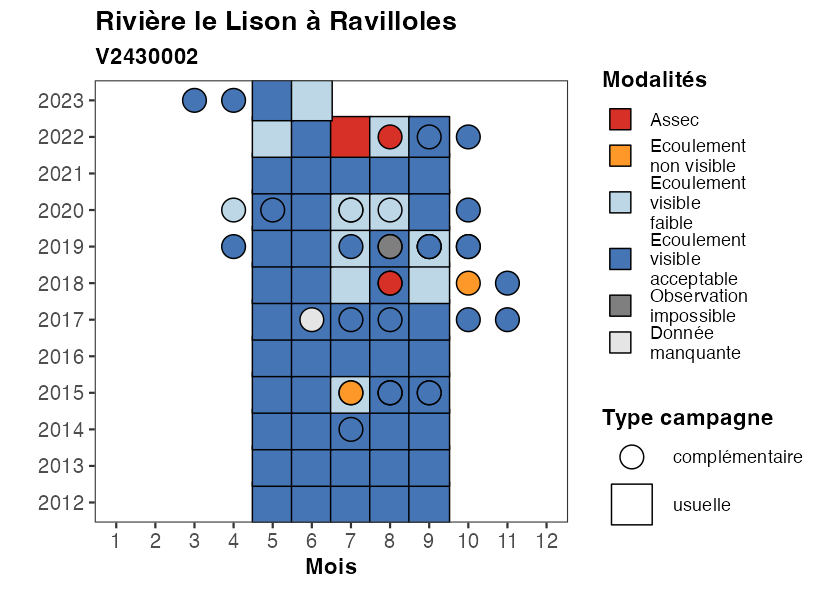 Rivière le Lison à Ravilloles
V2430002
2023
2022
2021
2020
2019
2018
2017
2016
2015
2014
2013
2012
1 2 3 4 5 6 7 8 9 10 11 12
Mois
Modalités
Assec
Ecoulement
non visible
Ecoulement
visible
faible
Ecoulement
visible
acceptable
Observation
impossible
Donnée
manquante
Type campagne
complémentaire
usuelle